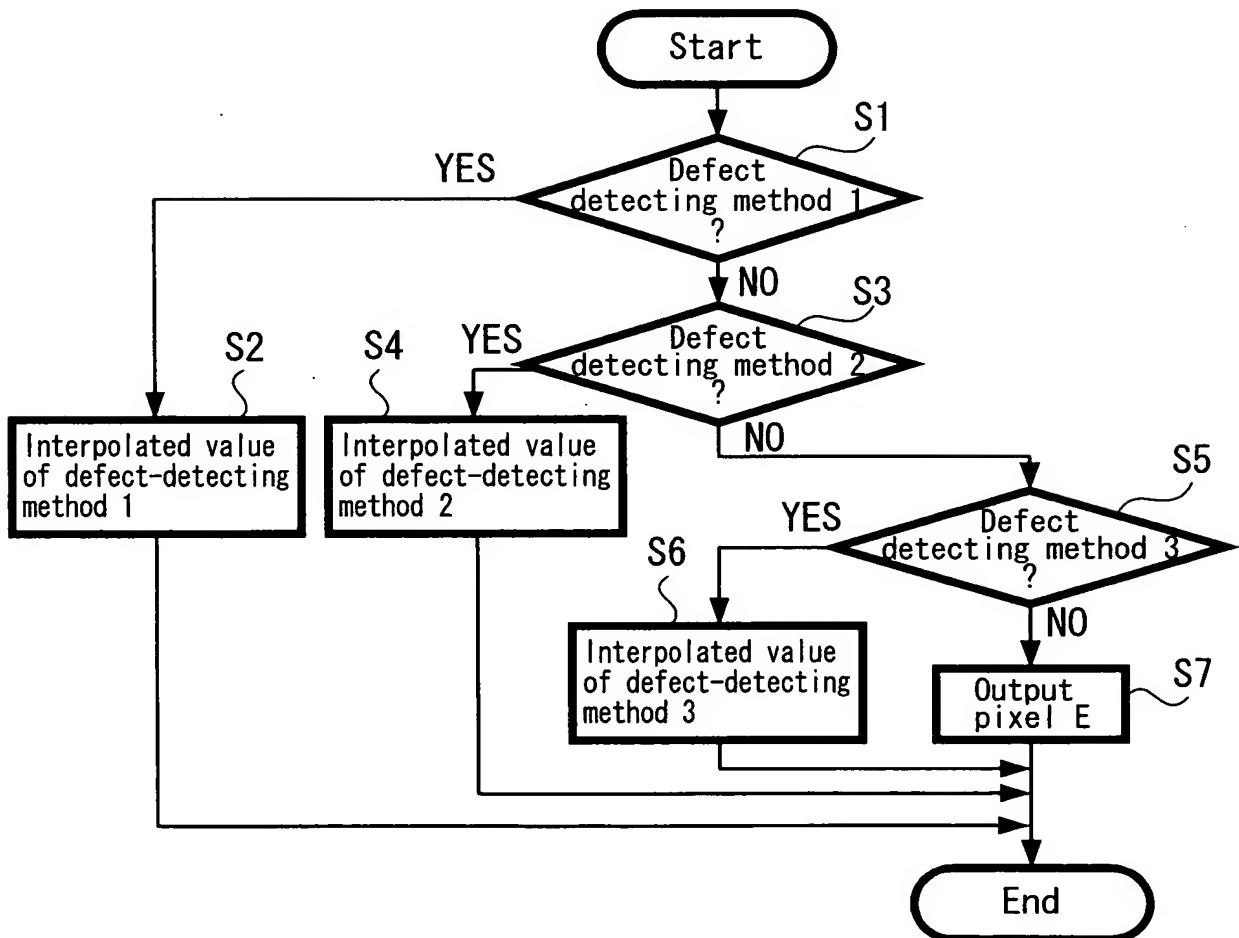 Start
S1
YES
Defect
detecting method 1
?
NO
S3
YES
Defect
detecting method 2
?
NO
S2
Interpolated value
of defect-detecting
method 1
S4
Interpolated value
of defect-detecting
method 2
S5
YES
Defect
detecting method 3
?
NO
S6
Interpolated value
of defect-detecting
method 3
S7
Output
pixel E
End